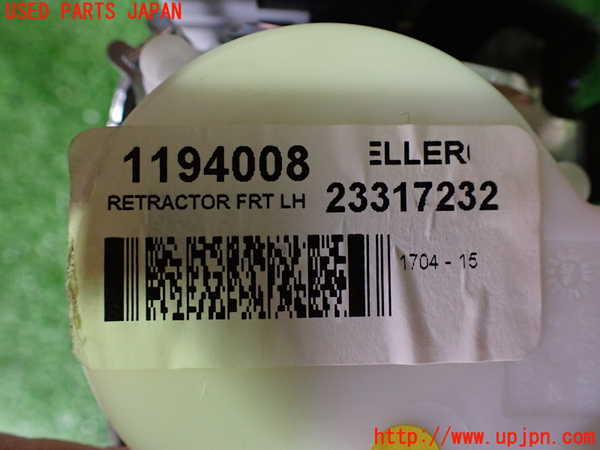 USED PARTS JAPAN
1194008
ELLER
RETRACTOR FRT LH
23317232
1704 - 15
http://www.upjpn.com/